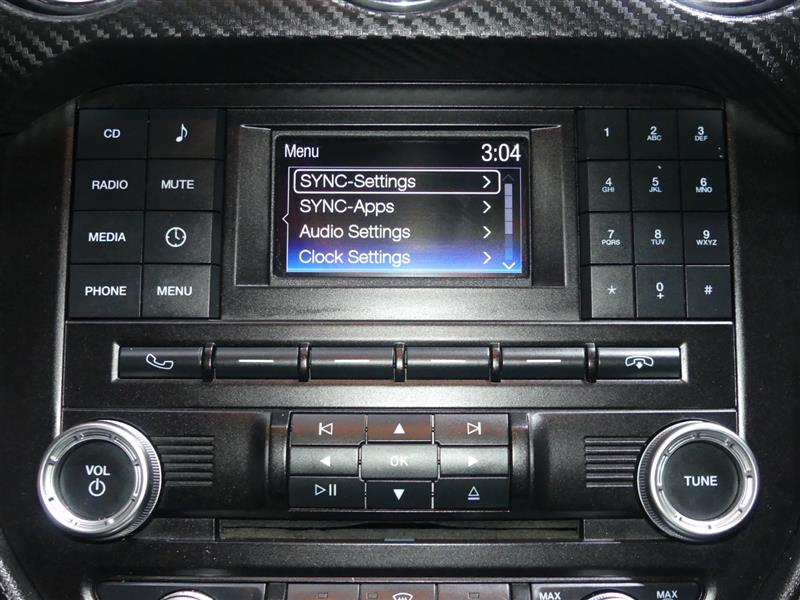 CD
RADIO MUTE
MEDIA
PHONE MENU
Menu 3:04
SYNC-Settings
SYNC-Apps
Audio Settings
Clock Settings
1 2 ABC 3 DEF
4 GHI 5 JKL 6 MNO
7 PQRS 8 TUV 9 WXYZ
* 0 + #
VOL
OK
TUNE
MAX MAX